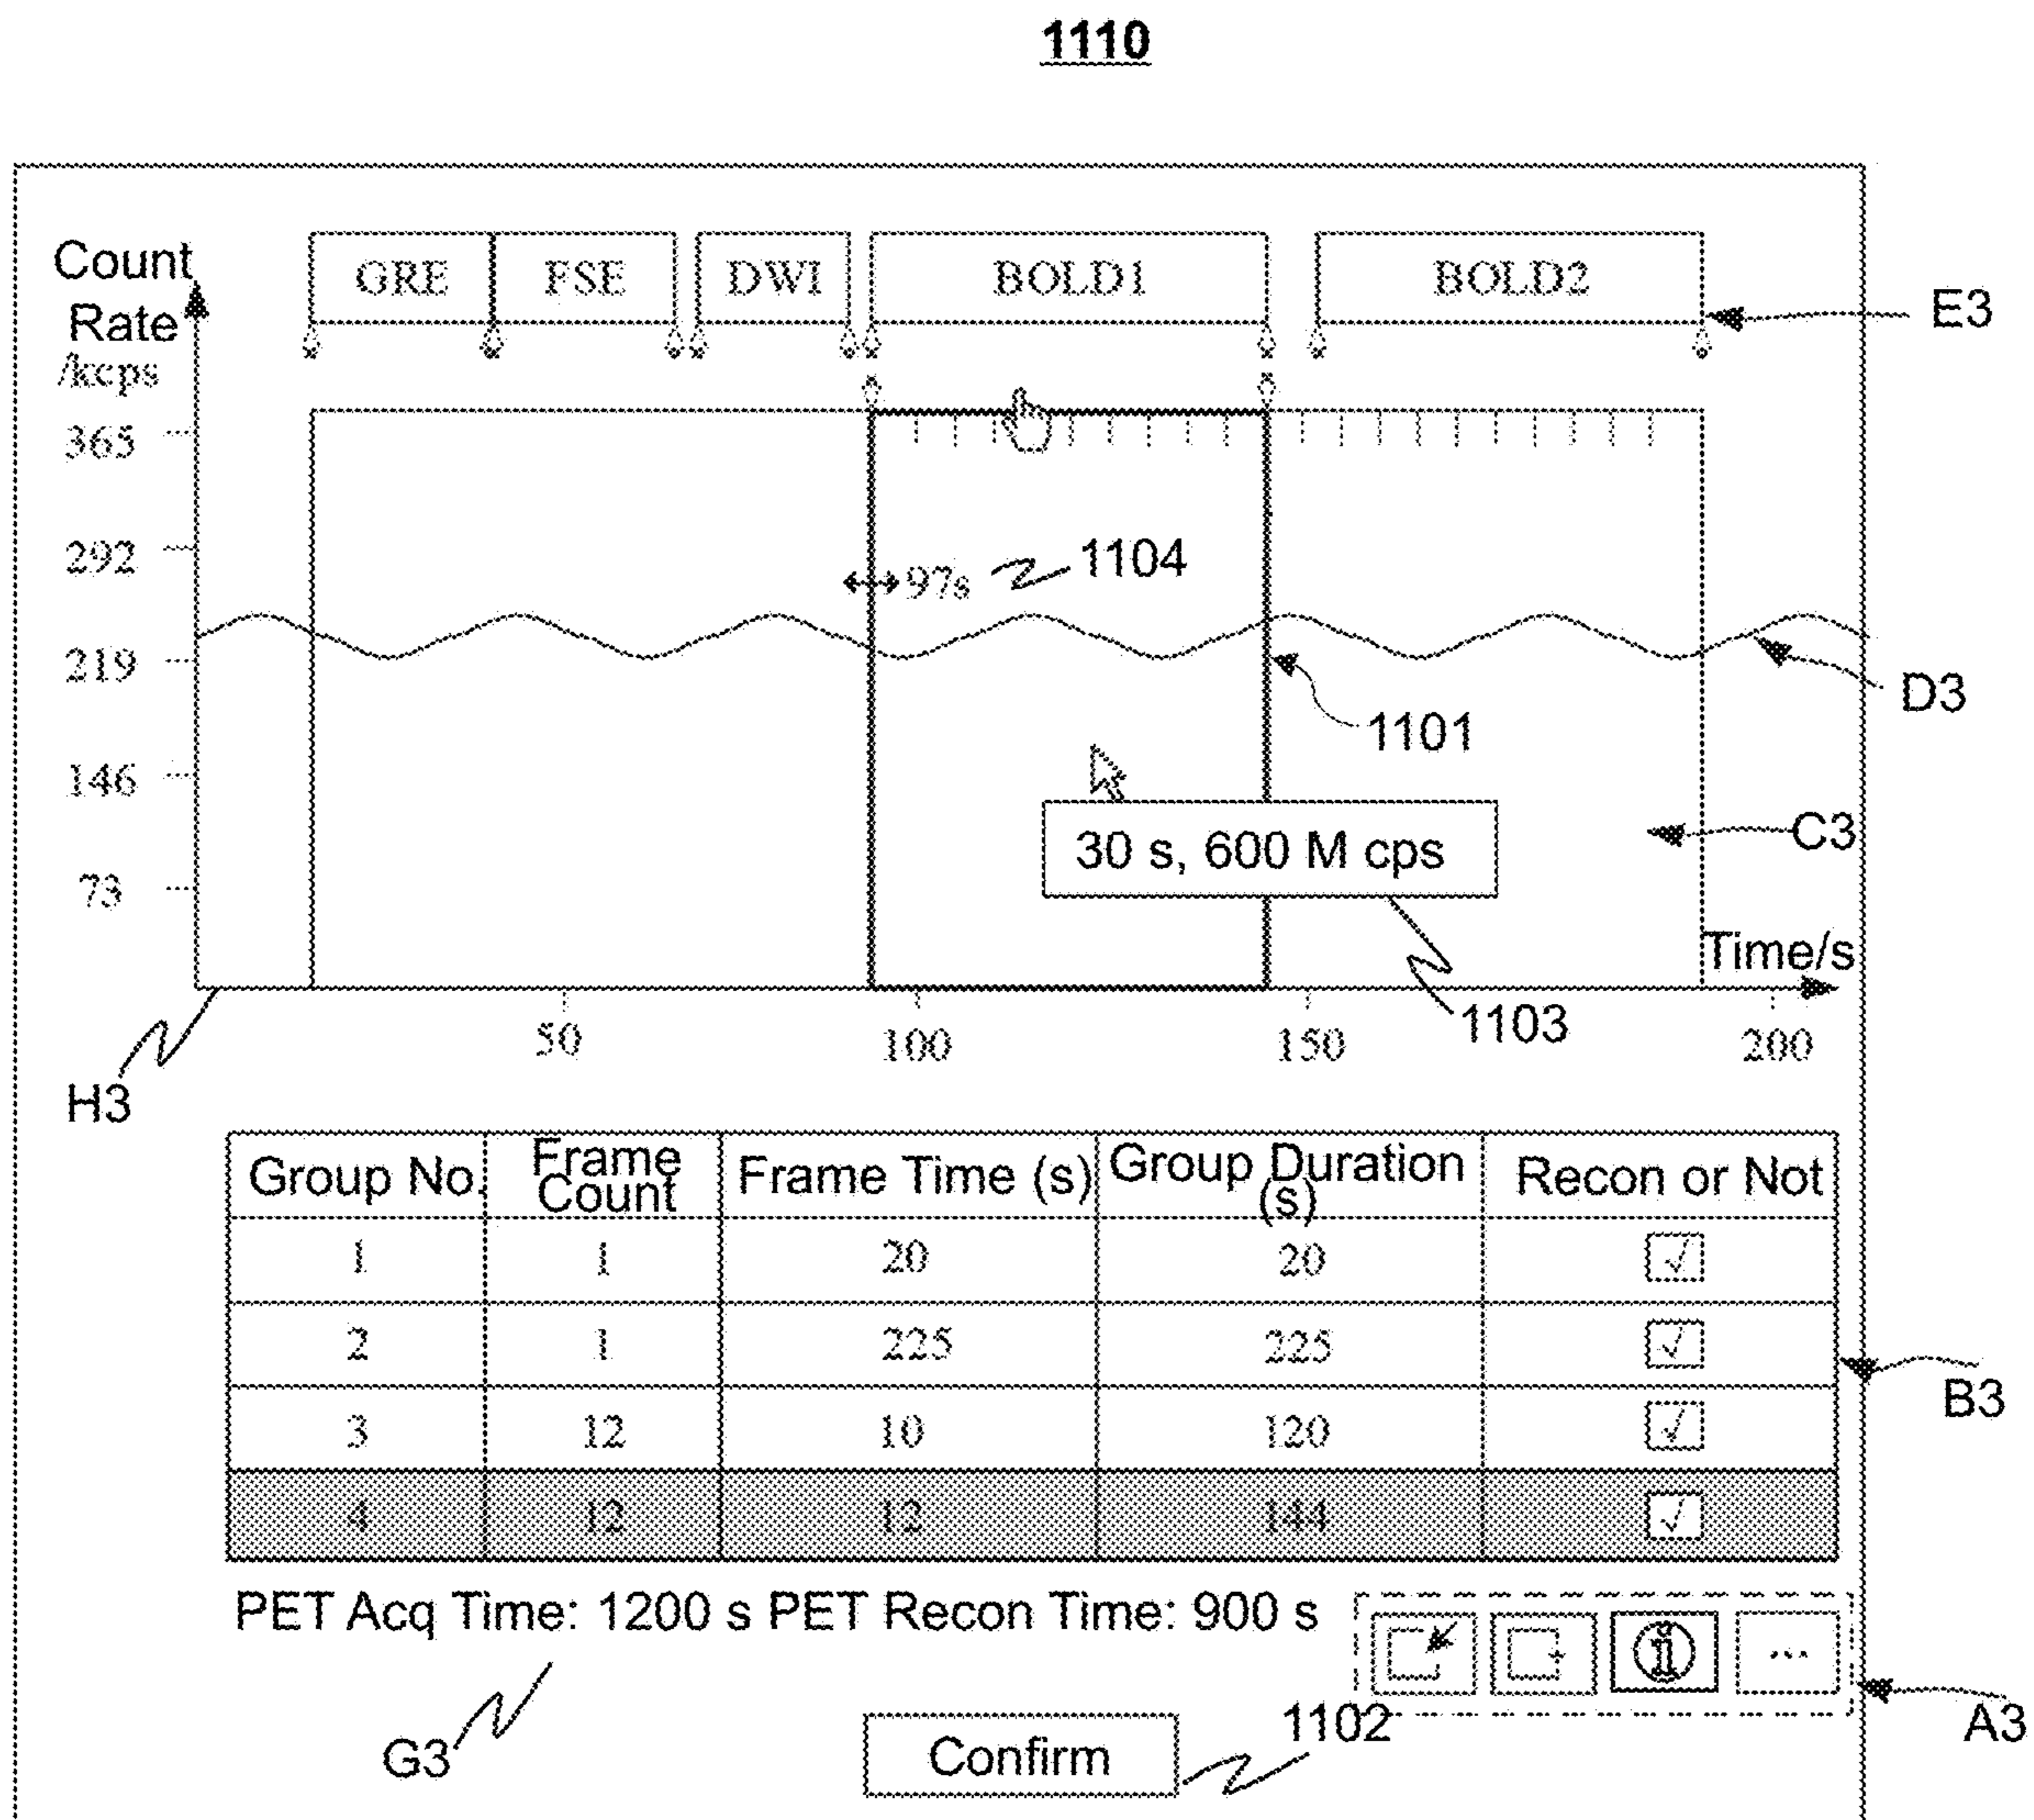 1110
Count
Rate
/kcps
GRE FSE DWI BOLD1 BOLD2
E3
365
292
97s
1104
219
D3
1101
146
30 s, 600 M cps
C3
73
Time/s
50 100 150 200
1103
H3
Group No. Frame Count Frame Time (s) Group Duration (s) Recon or Not
1 1 20 20 √
2 1 225 225 √
B3
3 12 10 120 √
4 12 12 144 √
PET Acq Time: 1200 s PET Recon Time: 900 s
i ...
A3
G3
Confirm
1102